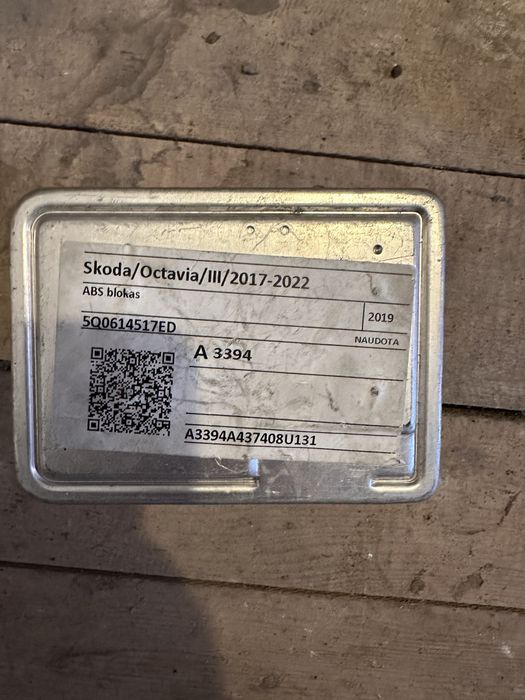 Skoda/Octavia/III/2017-2022
ABS blokas
2019
5Q0614517ED
NAUDOTA
A 3394
A3394A437408U131